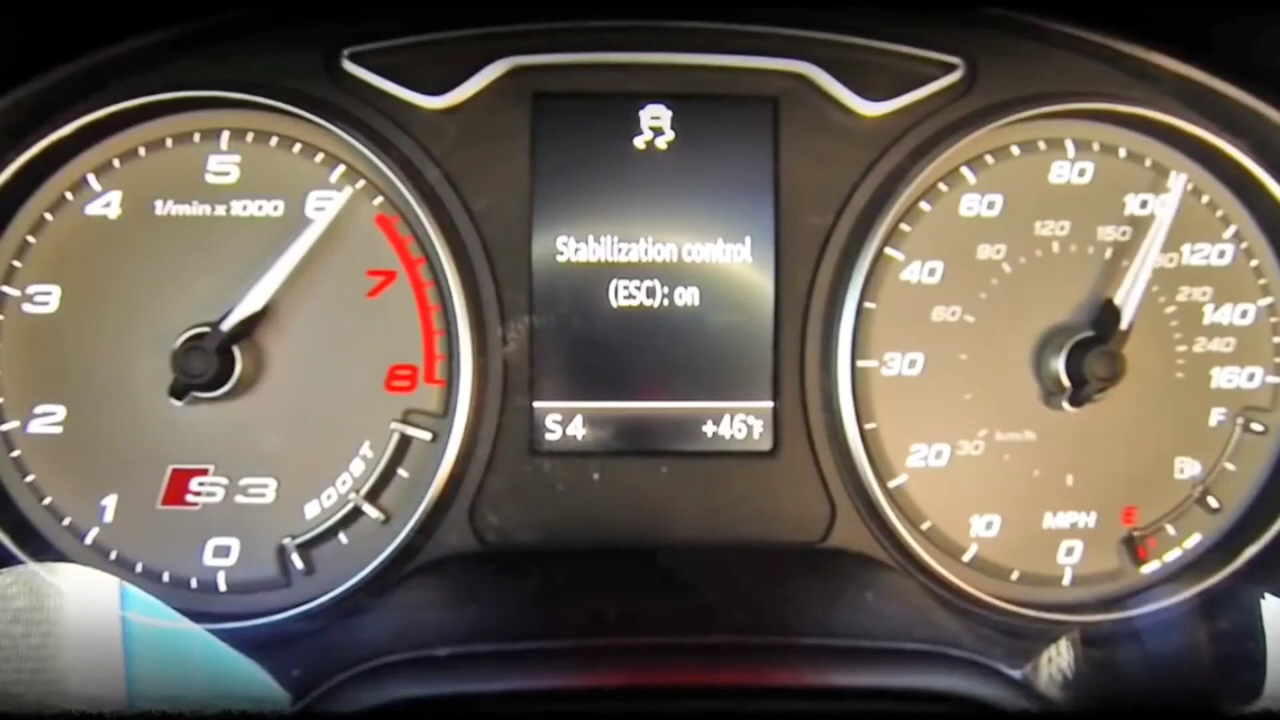 5
4
6
1/min x 1000
3
7
2
8
S3
BOOST
1
0
Stabilization control
(ESC): on
S4 +46°F
80
60
100
120
150
90
120
40
60
210
140
30
240
160
F
20
30
km/h
10
MPH
E
0